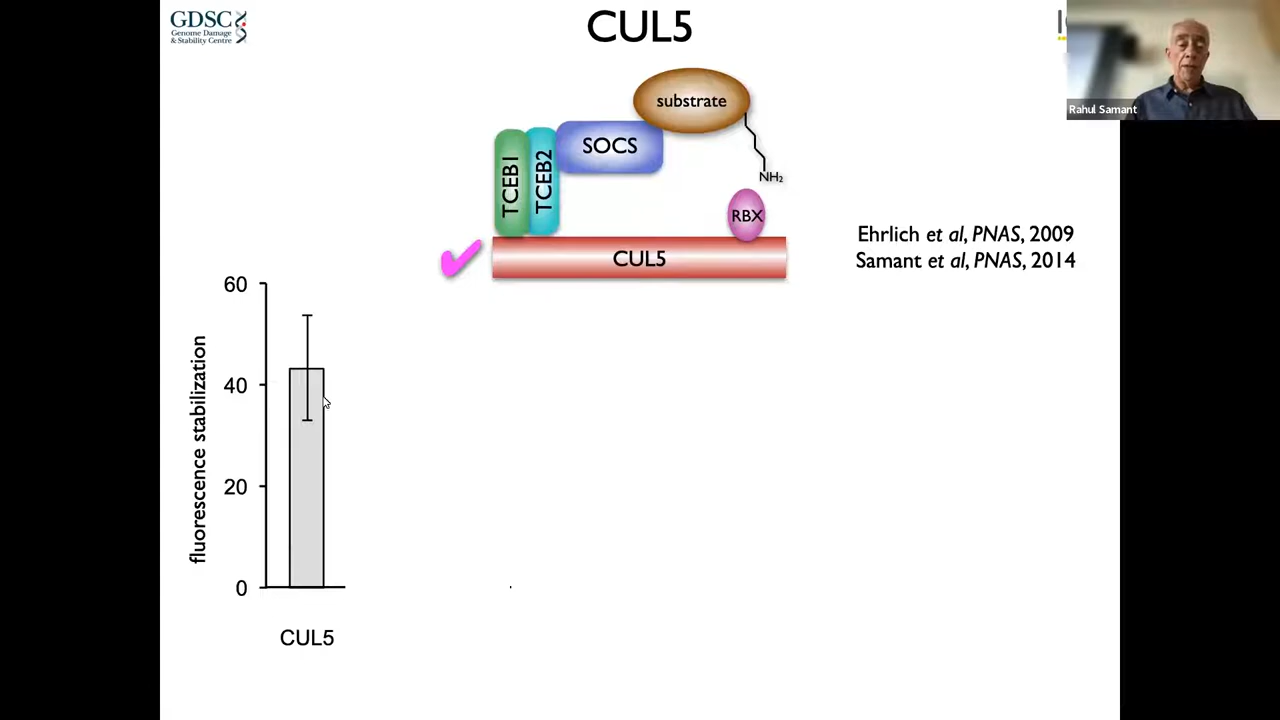 GDSC
Genome Damage
& Stability Centre
CUL5
Rahul Samant
substrate
SOCS
TCEB1
TCEB2
NH2
RBX
CUL5
Ehrlich et al, PNAS, 2009
Samant et al, PNAS, 2014
fluorescence stabilization
60
40
20
0
CUL5